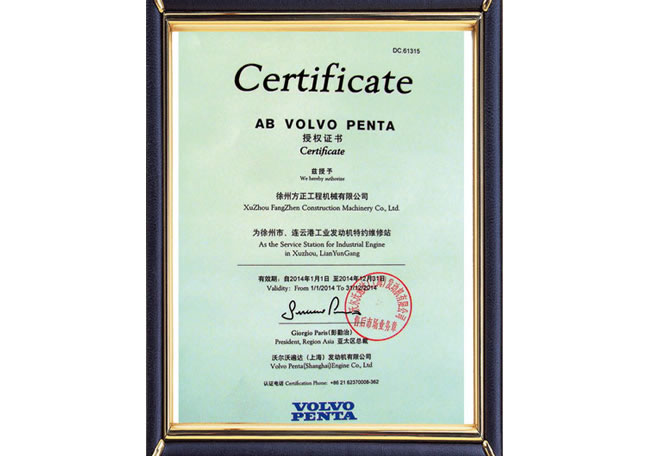 DC.61315
Certificate
AB VOLVO PENTA
授权证书
Certificate
兹授予
We hereby authorize
徐州方正工程机械有限公司
XuZhou FangZhen Construction Machinery Co., Ltd.
为徐州市、连云港工业发动机特约维修站
As the Service Station for Industrial Engine
in Xuzhou, LianYunGang
有效期：自2014年1月1日 至2014年12月31日
Validity: From 1/1/2014 To 31/12/2014
Giorgio Paris(彭勤治)
President, Region Asia 亚太区总裁
沃尔沃遍达（上海）发动机有限公司
Volvo Penta(Shanghai)Engine Co., Ltd
认证电话 Certification Phone: +86 21 62370008-362
售后市场业务章
VOLVO
PENTA